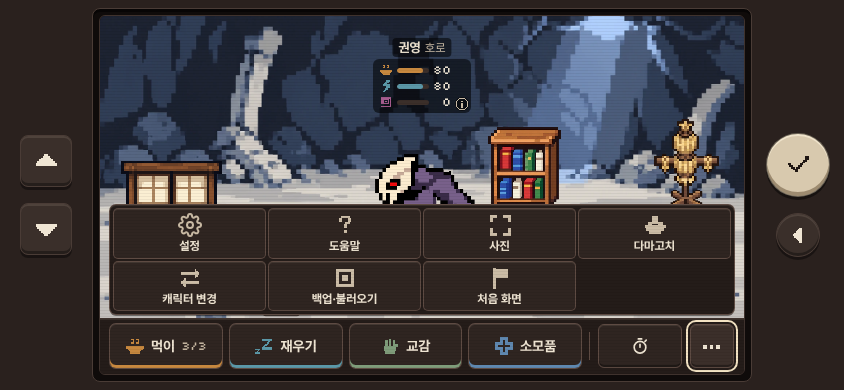 권영 호로
80
80
0
설정
도움말
사진
다마고치
캐릭터 변경
백업·불러오기
처음 화면
먹이 3/3
재우기
교감
소모품